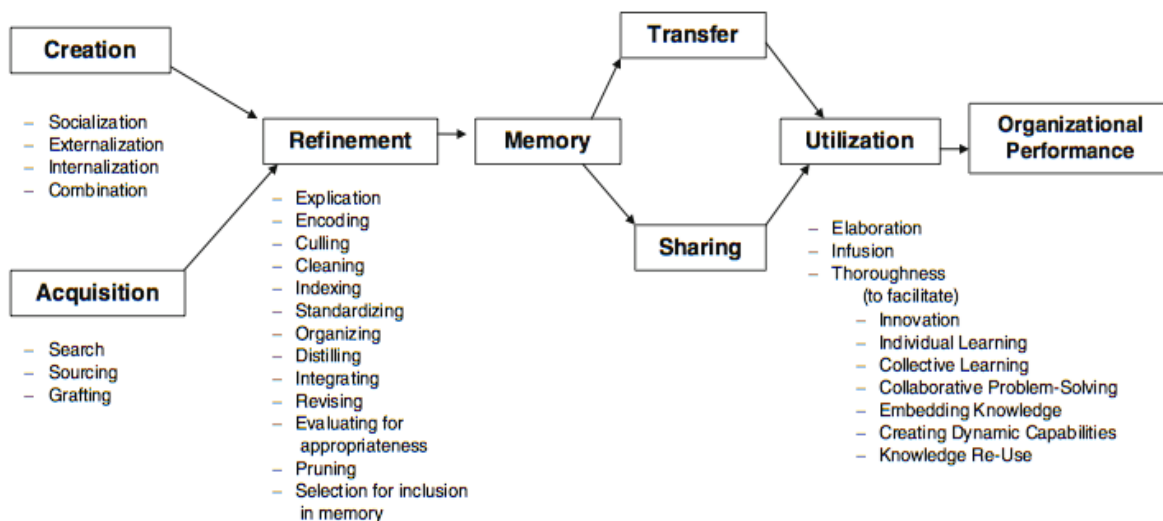 Creation
– Socialization
– Externalization
– Internalization
– Combination
Acquisition
– Search
– Sourcing
– Grafting
Refinement
– Explication
– Encoding
– Culling
– Cleaning
– Indexing
– Standardizing
– Organizing
– Distilling
– Integrating
– Revising
– Evaluating for
appropriateness
– Pruning
– Selection for inclusion
in memory
Memory
Transfer
Sharing
Utilization
– Elaboration
– Infusion
– Thoroughness
(to facilitate)
– Innovation
– Individual Learning
– Collective Learning
– Collaborative Problem-Solving
– Embedding Knowledge
– Creating Dynamic Capabilities
– Knowledge Re-Use
Organizational
Performance